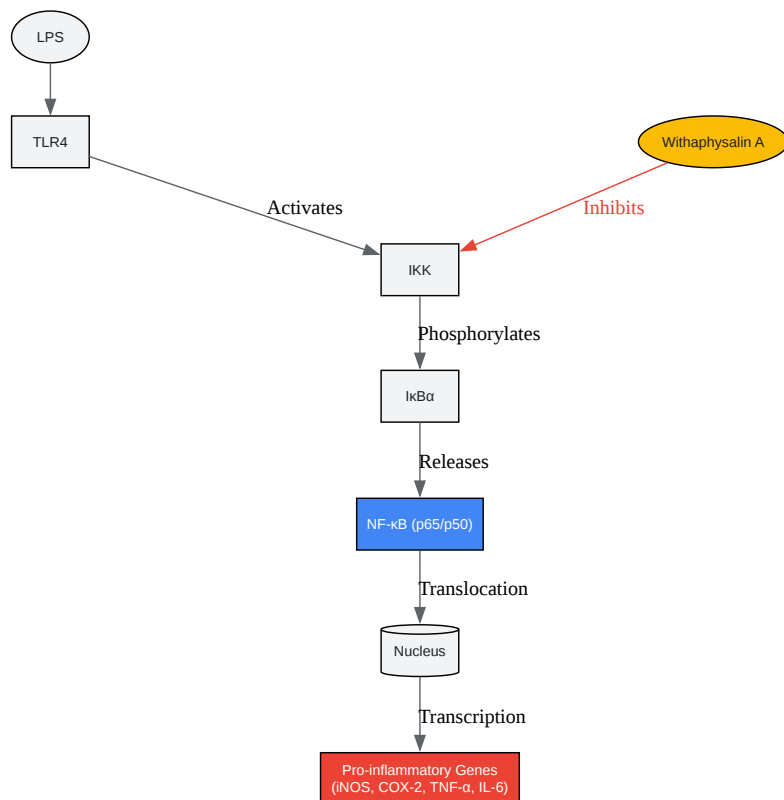 LPS
TLR4
Withaphysalin A
Activates
Inhibits
IKK
Phosphorylates
IκBα
Releases
NF-κB (p65/p50)
Translocation
Nucleus
Transcription
Pro-inflammatory Genes
(iNOS, COX-2, TNF-α, IL-6)